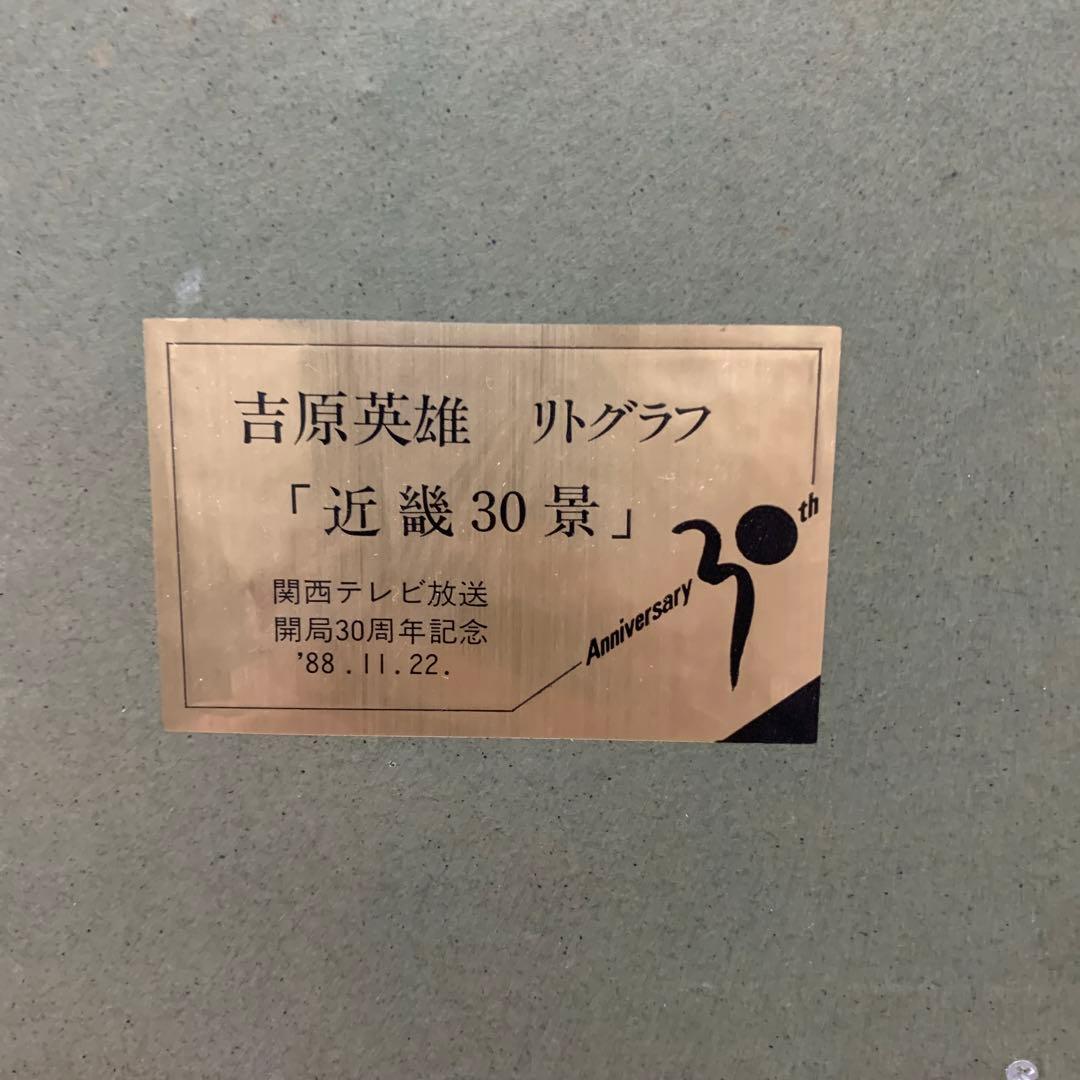 吉原英雄　リトグラフ
「近畿30景」
関西テレビ放送
開局30周年記念
'88.11.22.
30th
Anniversary